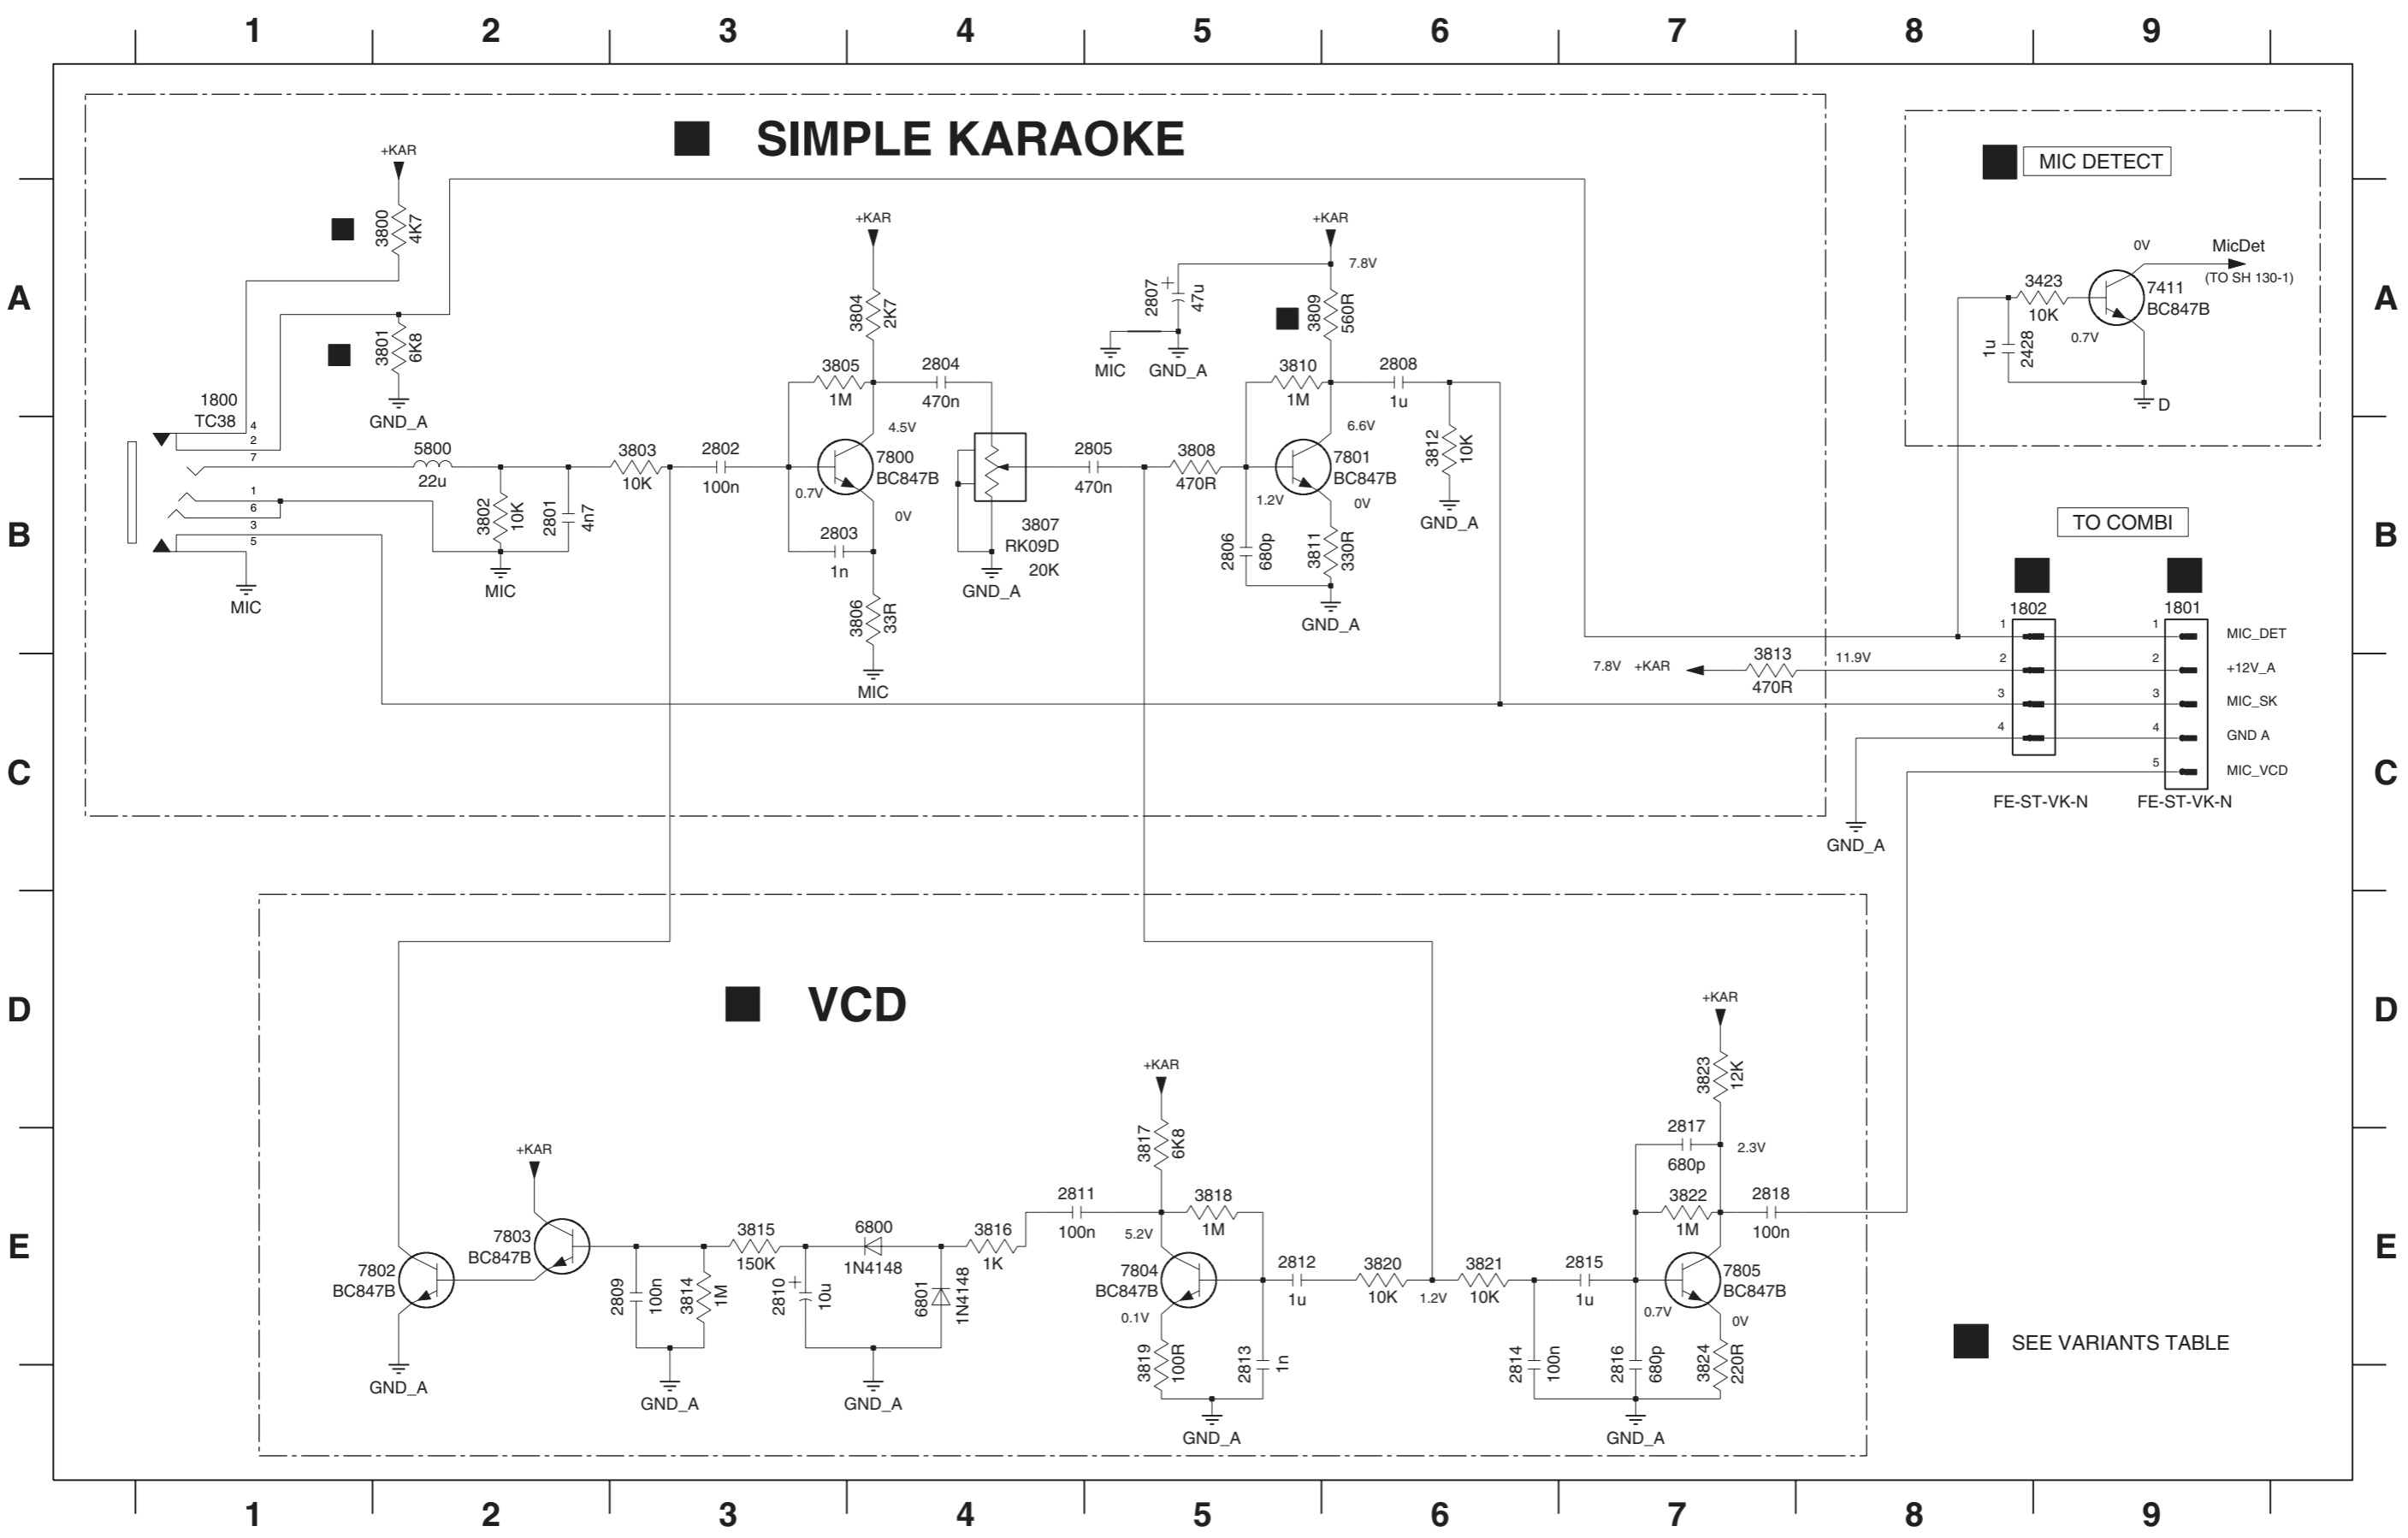 1 2 3 4 5 6 7 8 9
SIMPLE KARAOKE
MIC DETECT
+KAR
3800
4K7
3801
6K8
GND_A
A
A
1800
TC38
4
2
7
1
6
3
5
MIC
5800
22u
3802
10K
2801
4n7
MIC
3803
10K
2802
100n
+KAR
3804
2K7
3805
1M
2804
470n
4.5V
7800
BC847B
0.7V
0V
2803
1n
3806
33R
MIC
3807
RK09D
20K
GND_A
2805
470n
3808
470R
+KAR
7.8V
2807
+
47u
MIC
GND_A
3809
560R
3810
1M
2808
1u
6.6V
7801
BC847B
1.2V
0V
3812
10K
GND_A
2806
680p
3811
330R
GND_A
0V
MicDet
(TO SH 130-1)
3423
10K
7411
BC847B
0.7V
1u
2428
D
B
B
TO COMBI
1802
1801
1
1
MIC_DET
7.8V +KAR
3813
470R
11.9V
2
2
+12V_A
3
3
MIC_SK
4
4
GND A
5
MIC_VCD
FE-ST-VK-N
FE-ST-VK-N
GND_A
C
C
VCD
D
D
+KAR
3823
12K
2817
680p
2.3V
3822
1M
2818
100n
7805
BC847B
0.7V
0V
+KAR
3817
6K8
2811
100n
3818
1M
5.2V
7804
BC847B
0.1V
3819
100R
2813
1n
GND_A
2812
1u
3820
10K
1.2V
3821
10K
2815
1u
2814
100n
2816
680p
3824
220R
GND_A
+KAR
7803
BC847B
7802
BC847B
GND_A
3815
150K
6800
1N4148
3816
1K
2809
100n
3814
1M
2810
+
10u
6801
1N4148
GND_A
GND_A
E
E
SEE VARIANTS TABLE
1 2 3 4 5 6 7 8 9